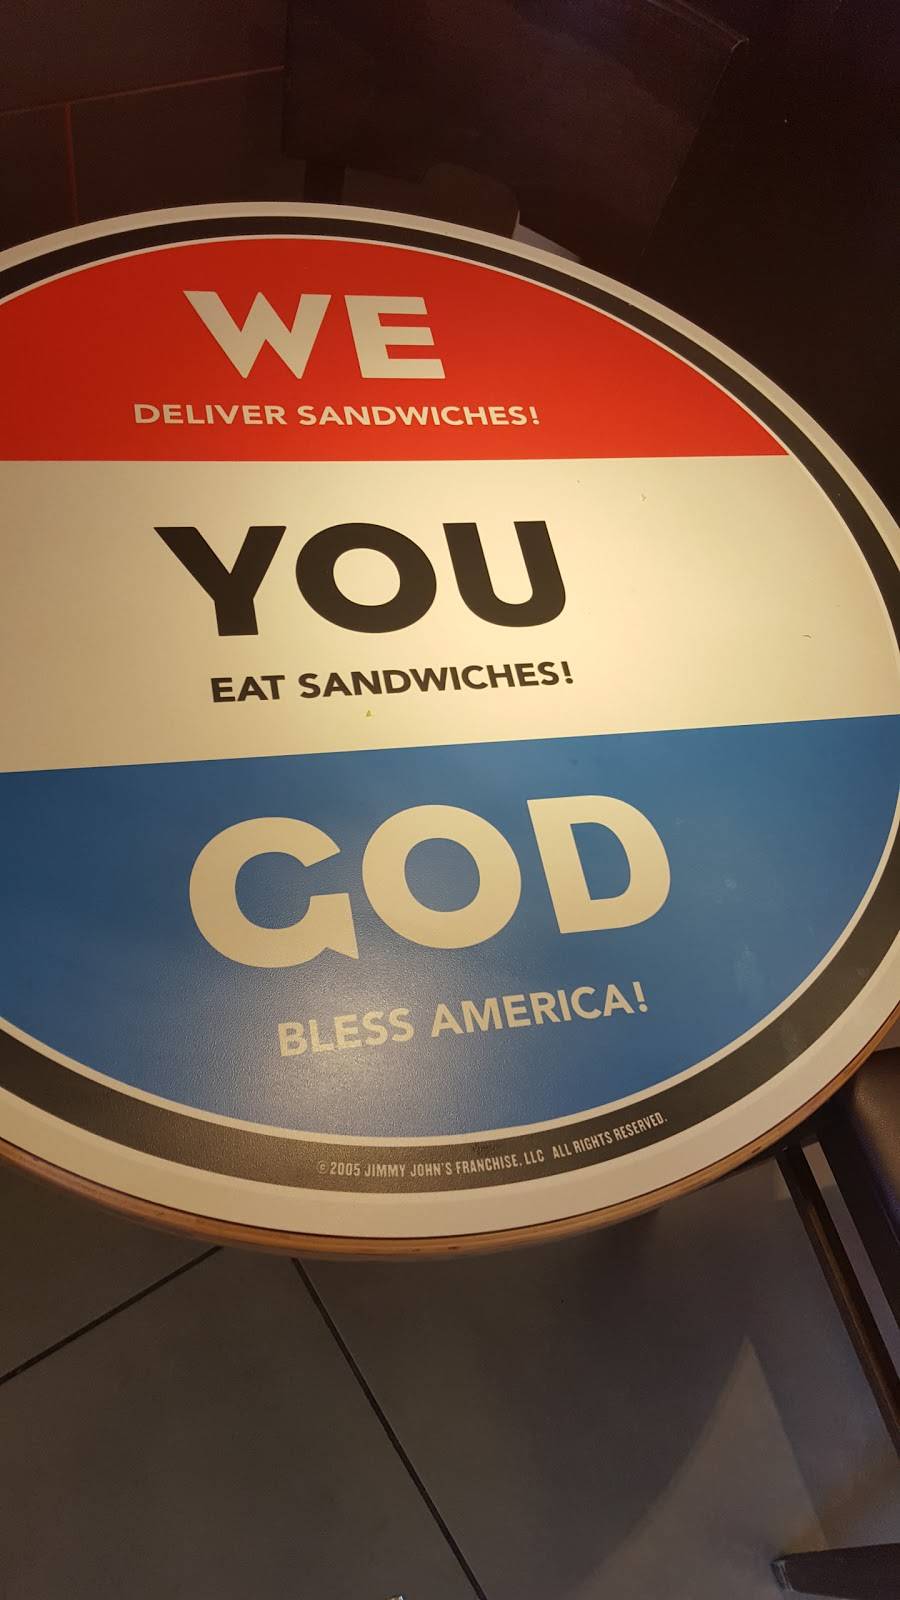 WE
DELIVER SANDWICHES!
YOU
EAT SANDWICHES!
GOD
BLESS AMERICA!
© 2005 JIMMY JOHN'S FRANCHISE, LLC ALL RIGHTS RESERVED.